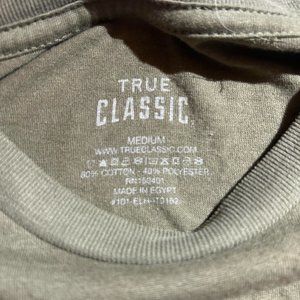 TRUE
CLASSIC
MEDIUM
WWW.TRUECLASSIC.COM
60% COTTON - 40% POLYESTER
MADE IN EGYPT